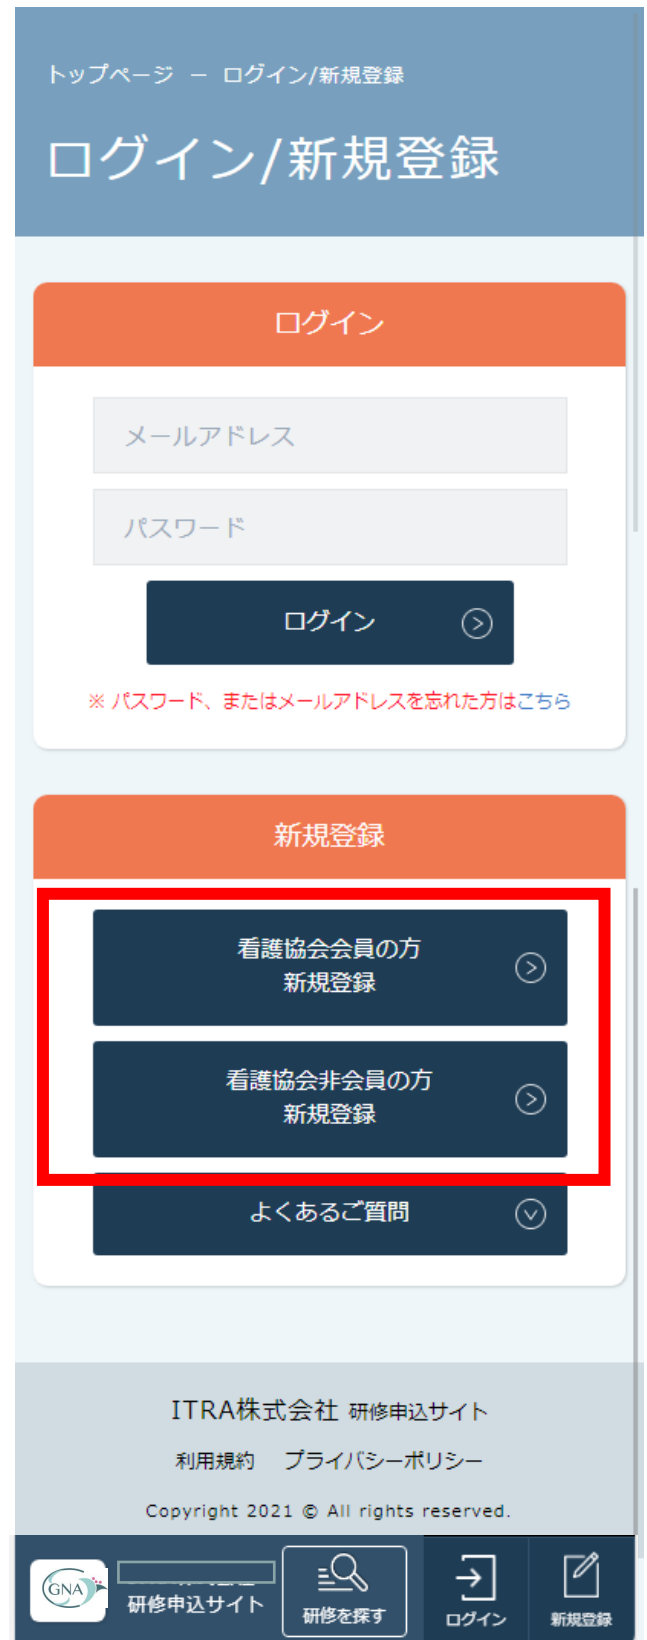 トップページ － ログイン/新規登録
ログイン/新規登録
ログイン
メールアドレス
パスワード
ログイン
※ パスワード、またはメールアドレスを忘れた方はこちら
新規登録
看護協会会員の方
新規登録
看護協会非会員の方
新規登録
よくあるご質問
ITRA株式会社 研修申込サイト
利用規約 プライバシーポリシー
Copyright 2021 © All rights reserved.
GNA
研修申込サイト
研修を探す
ログイン
新規登録